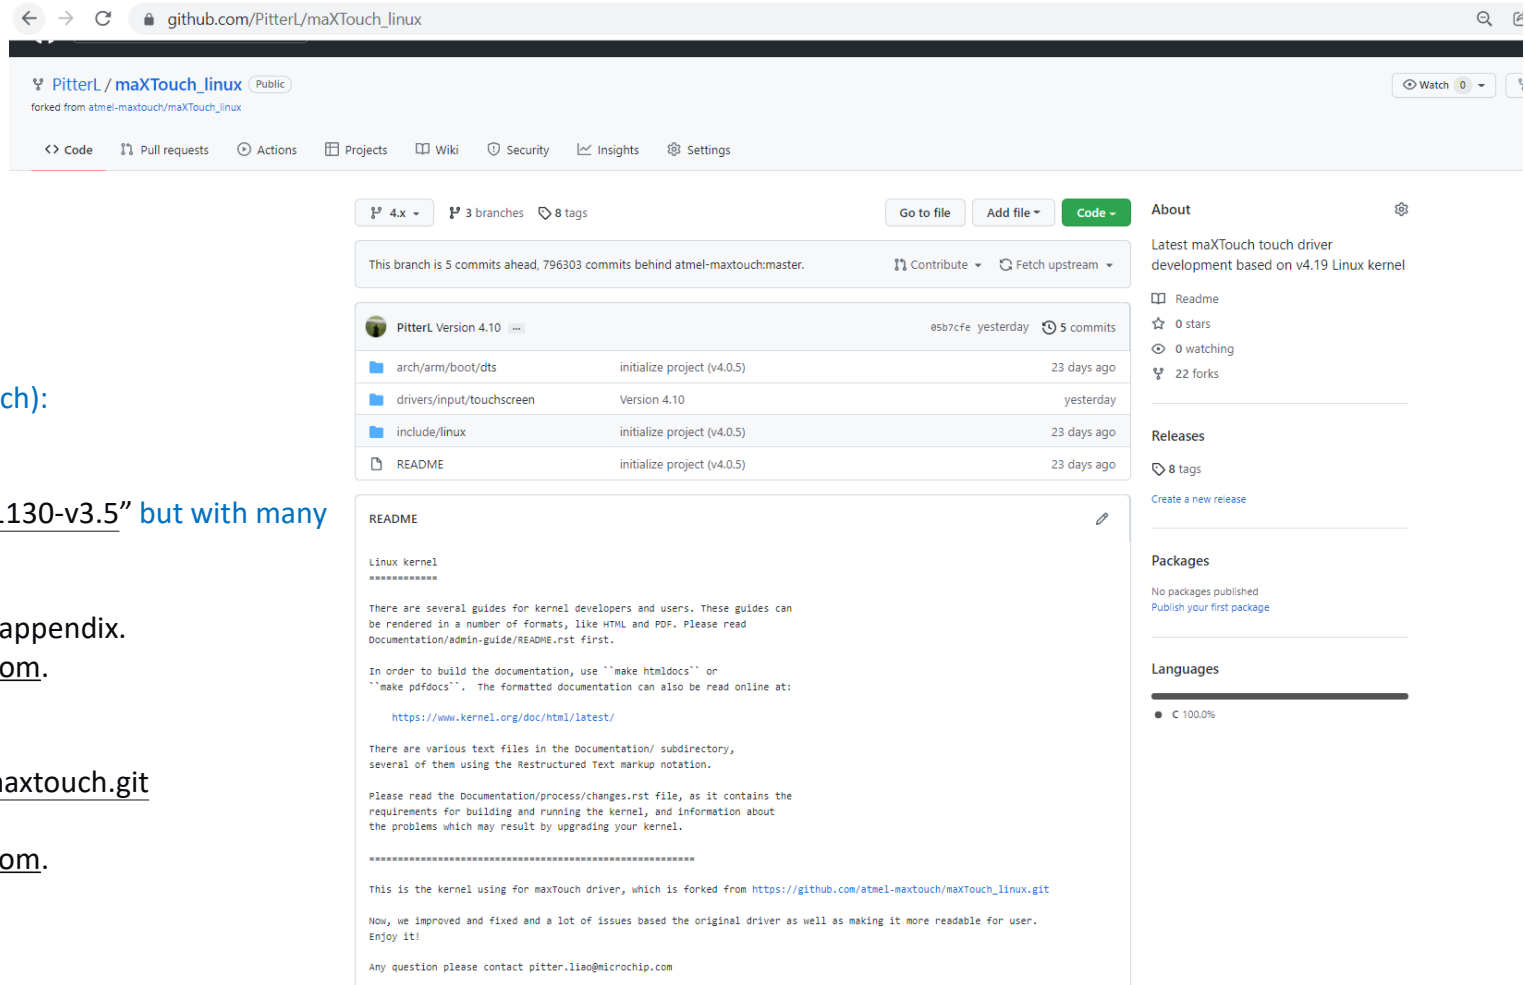 github.com/PitterL/maXTouch_linux
PitterL / maXTouch_linux Public
forked from atmel-maxtouch/maXTouch_linux
Watch 0
<> Code Pull requests Actions Projects Wiki Security Insights Settings
4.x 3 branches 8 tags Go to file Add file Code
This branch is 5 commits ahead, 796303 commits behind atmel-maxtouch:master. Contribute Fetch upstream
PitterL Version 4.10 ... 05b7cfe yesterday 5 commits
arch/arm/boot/dts initialize project (v4.0.5) 23 days ago
drivers/input/touchscreen Version 4.10 yesterday
include/linux initialize project (v4.0.5) 23 days ago
README initialize project (v4.0.5) 23 days ago
README
Linux kernel
============
There are several guides for kernel developers and users. These guides can
be rendered in a number of formats, like HTML and PDF. Please read
Documentation/admin-guide/README.rst first.
In order to build the documentation, use ``make htmldocs`` or
``make pdfdocs``.  The formatted documentation can also be read online at:
https://www.kernel.org/doc/html/latest/
There are various text files in the Documentation/ subdirectory,
several of them using the Restructured Text markup notation.
Please read the Documentation/process/changes.rst file, as it contains the
requirements for building and running the kernel, and information about
the problems which may result by upgrading your kernel.
=========================================================
This is the kernel using for maxTouch driver, which is forked from https://github.com/atmel-maxtouch/maXTouch_linux.git
Now, we improved and fixed and a lot of issues based the original driver as well as making it more readable for user.
Enjoy it!
Any question please contact pitter.liao@microchip.com
About
Latest maXTouch touch driver
development based on v4.19 Linux kernel
Readme
0 stars
0 watching
22 forks
Releases
8 tags
Create a new release
Packages
No packages published
Publish your first package
Languages
C 100.0%
ch):
1130-v3.5” but with many
appendix.
om.
maxtouch.git
om.